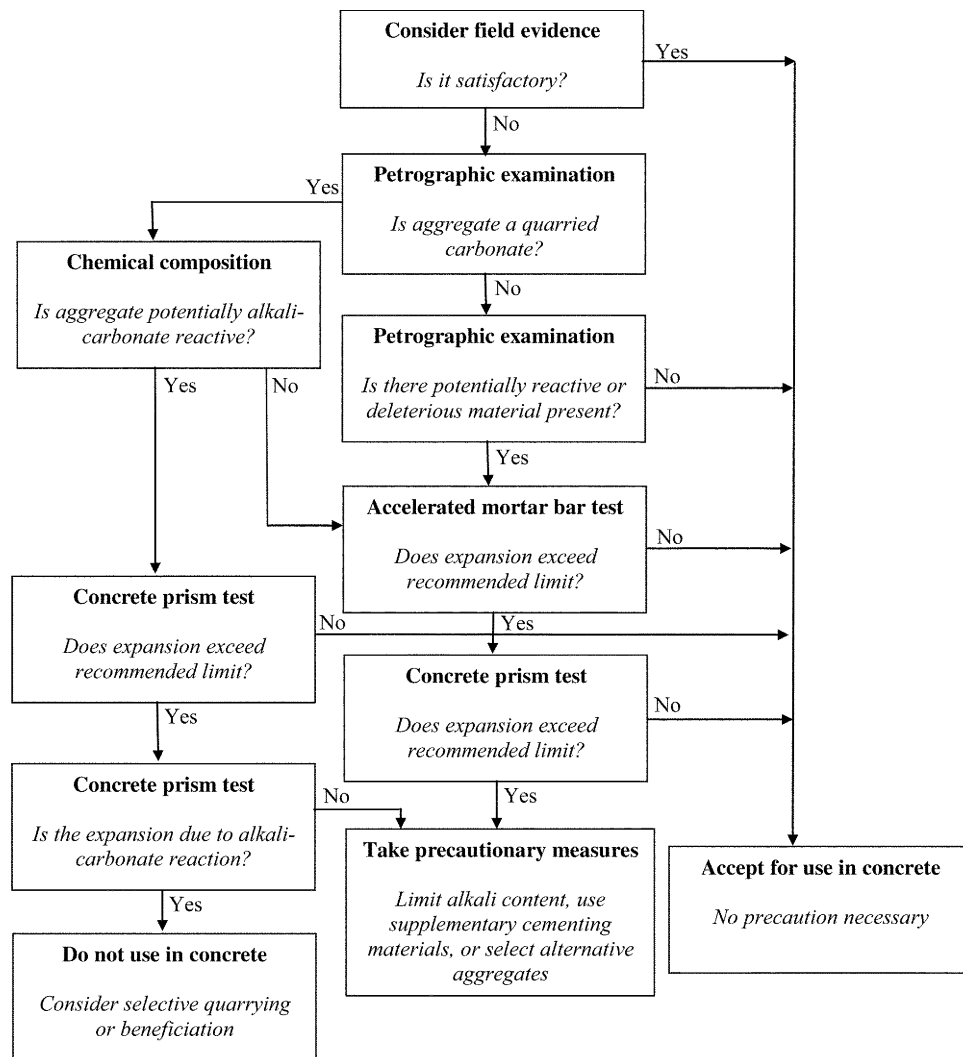 Consider field evidence
Is it satisfactory?
Yes
No
Petrographic examination
Is aggregate a quarried
carbonate?
Yes
No
Chemical composition
Is aggregate potentially alkali-
carbonate reactive?
Yes
No
Petrographic examination
Is there potentially reactive or
deleterious material present?
No
Yes
Accelerated mortar bar test
Does expansion exceed
recommended limit?
No
Yes
Concrete prism test
Does expansion exceed
recommended limit?
No
Yes
Concrete prism test
Does expansion exceed
recommended limit?
No
Yes
Concrete prism test
Is the expansion due to alkali-
carbonate reaction?
No
Yes
Take precautionary measures
Limit alkali content, use
supplementary cementing
materials, or select alternative
aggregates
Accept for use in concrete
No precaution necessary
Do not use in concrete
Consider selective quarrying
or beneficiation